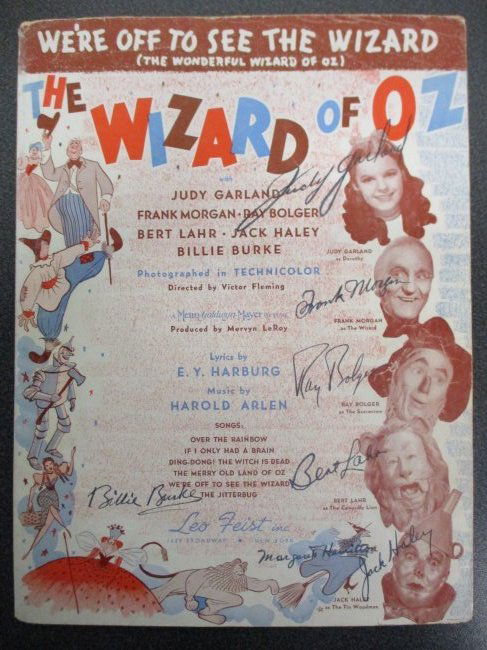 WE'RE OFF TO SEE THE WIZARD
(THE WONDERFUL WIZARD OF OZ)
THE WIZARD OF OZ
with
JUDY GARLAND
FRANK MORGAN · RAY BOLGER
BERT LAHR · JACK HALEY
BILLIE BURKE
Photographed in TECHNICOLOR
Directed by Victor Fleming
A Metro-Goldwyn-Mayer
Produced by Mervyn LeRoy
Lyrics by
E. Y. HARBURG
Music by
HAROLD ARLEN
SONGS:
OVER THE RAINBOW
IF I ONLY HAD A BRAIN
DING-DONG! THE WITCH IS DEAD
THE MERRY OLD LAND OF OZ
WE'RE OFF TO SEE THE WIZARD
THE JITTERBUG
Leo Feist inc.
1629 BROADWAY · NEW YORK
Judy Garland
JUDY GARLAND
as Dorothy
Frank Morgan
FRANK MORGAN
as The Wizard
Ray Bolger
RAY BOLGER
as The Scarecrow
Bert Lahr
BERT LAHR
as The Cowardly Lion
Billie Burke
Margaret Hamilton
Jack Haley
JACK HALEY
as The Tin Woodman